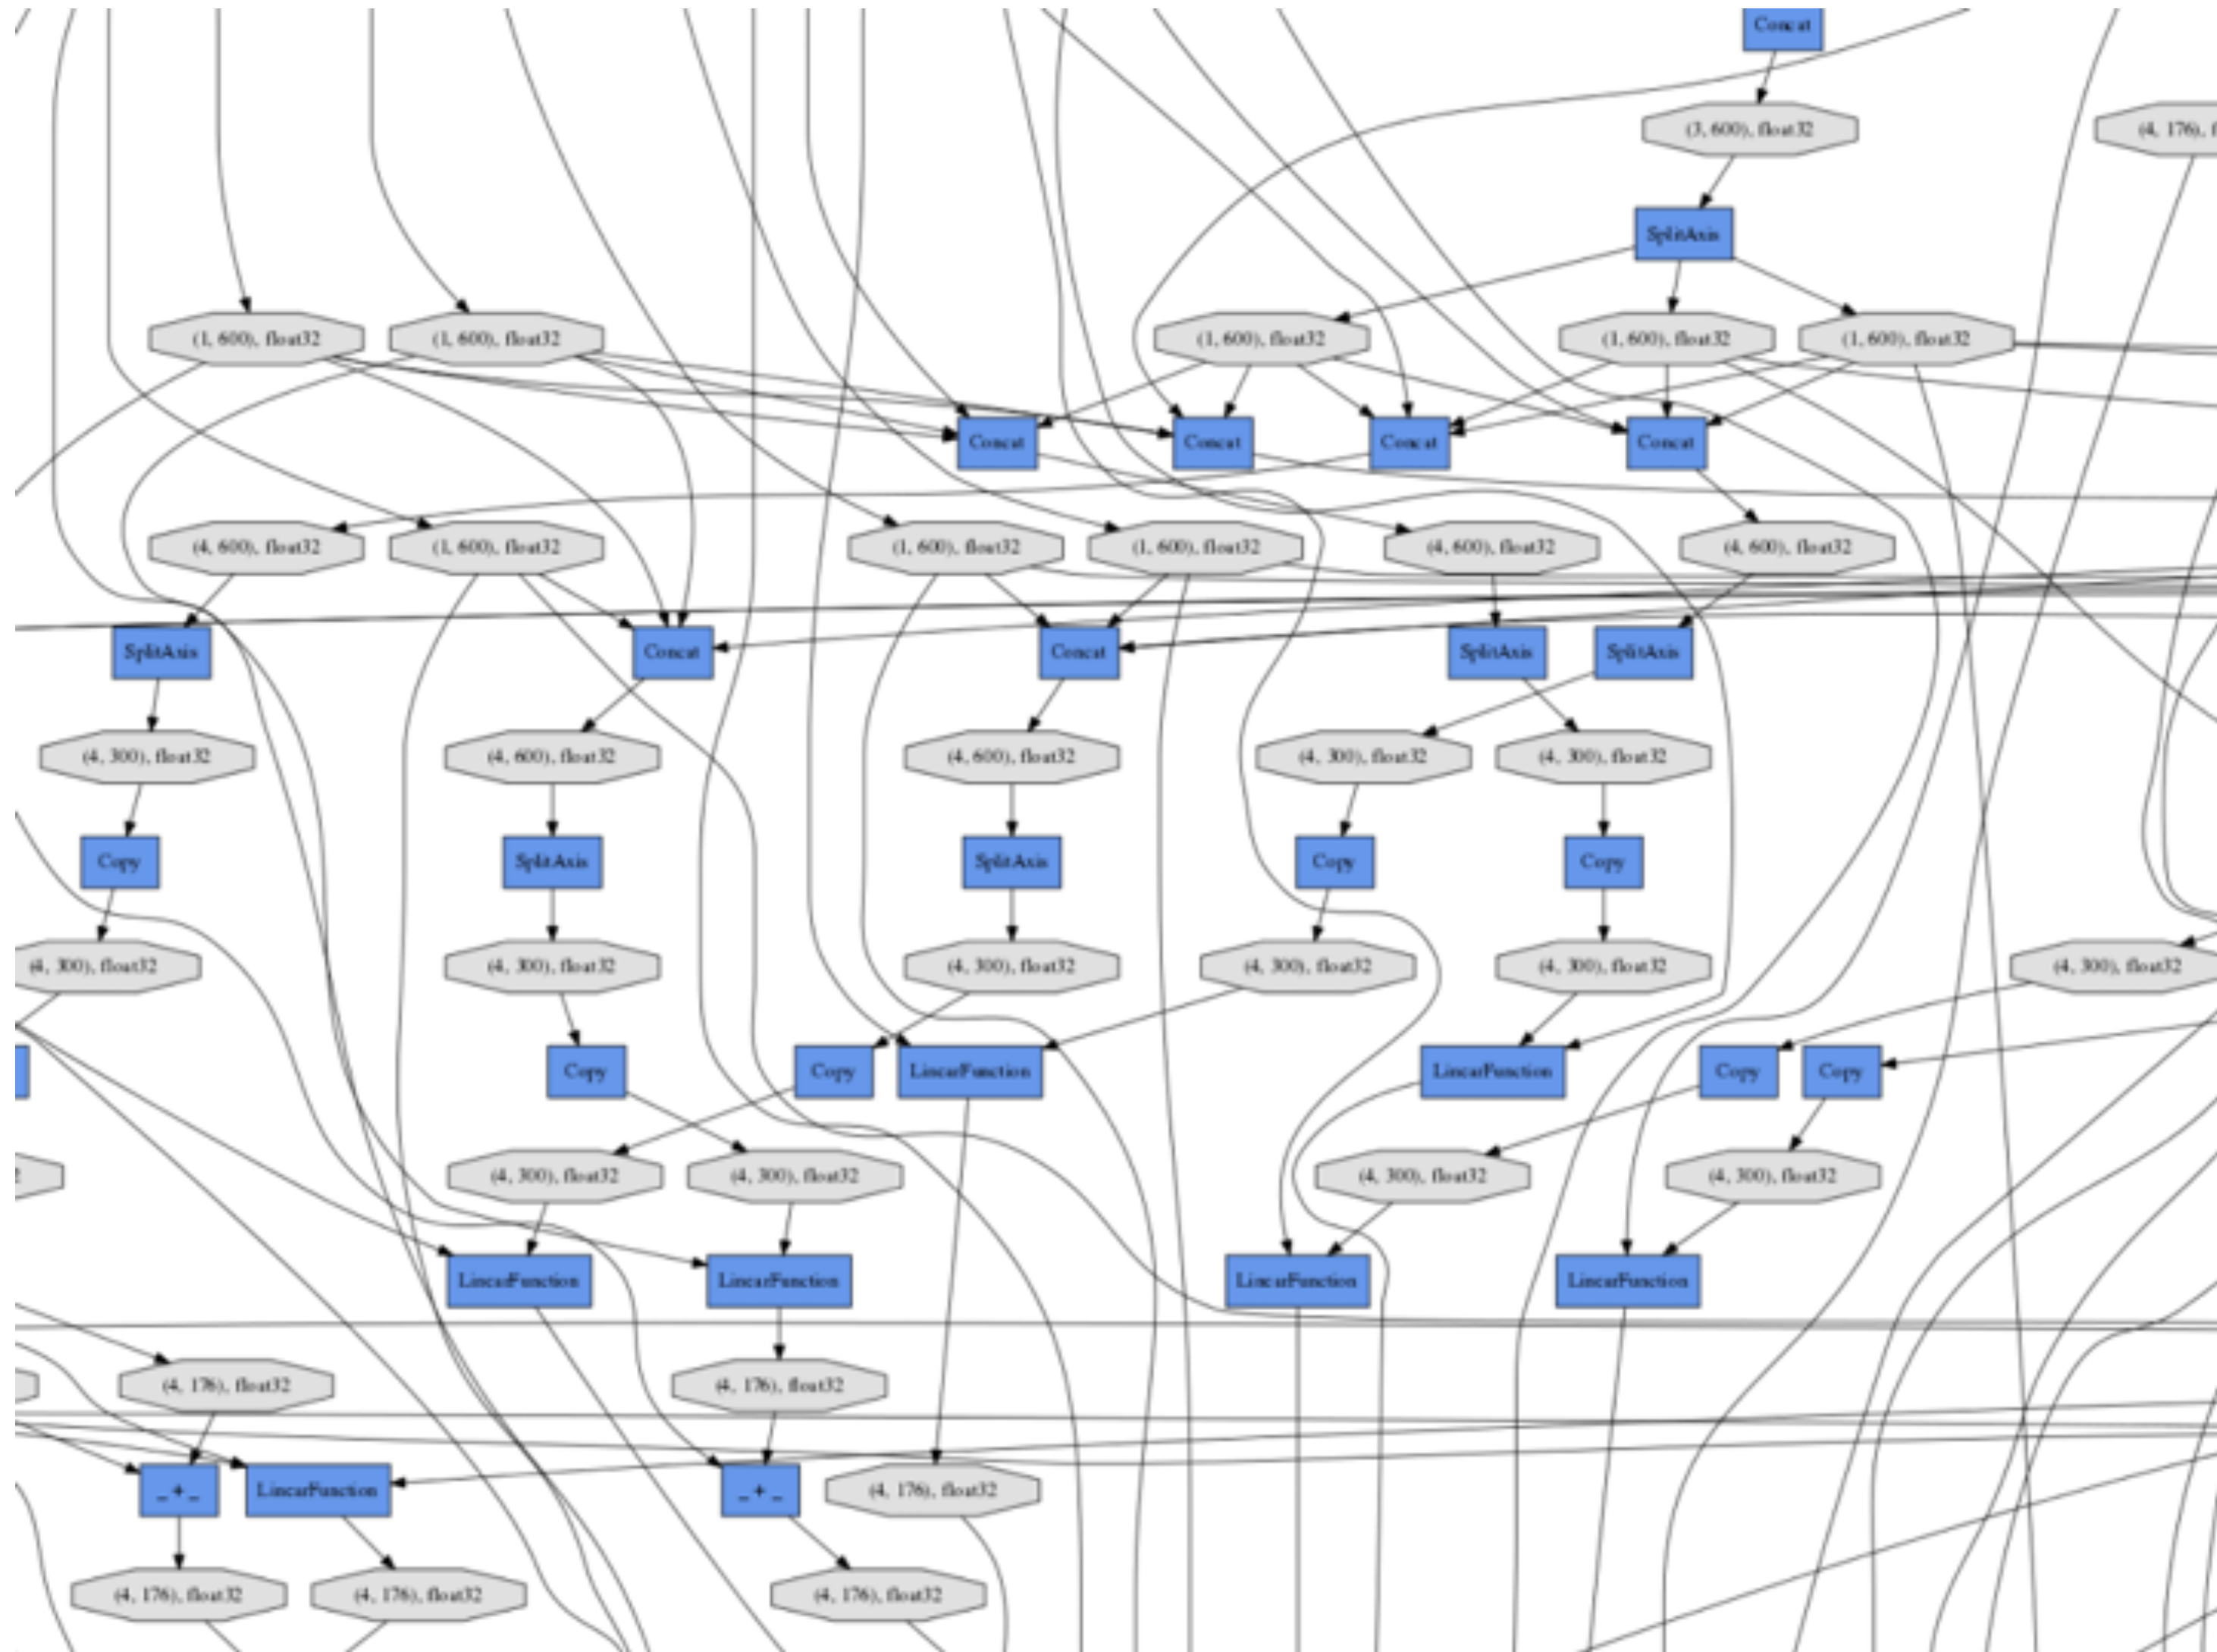 Concat
(3, 600), float32
(4, 176), f
SplitAxis
(1, 600), float32
(1, 600), float32
(1, 600), float32
(1, 600), float32
(1, 600), float32
Concat
Concat
Concat
Concat
(4, 600), float32
(1, 600), float32
(1, 600), float32
(1, 600), float32
(4, 600), float32
(4, 600), float32
SplitAxis
Concat
Concat
SplitAxis
SplitAxis
(4, 300), float32
(4, 600), float32
(4, 600), float32
(4, 300), float32
(4, 300), float32
Copy
SplitAxis
SplitAxis
Copy
Copy
(4, 300), float32
(4, 300), float32
(4, 300), float32
(4, 300), float32
(4, 300), float32
(4, 300), float32
Copy
Copy
LinearFunction
LinearFunction
Copy
Copy
2
(4, 300), float32
(4, 300), float32
(4, 300), float32
(4, 300), float32
LinearFunction
LinearFunction
LinearFunction
LinearFunction
(4, 176), float32
(4, 176), float32
_ + _
LinearFunction
_ + _
(4, 176), float32
(4, 176), float32
(4, 176), float32
(4, 176), float32